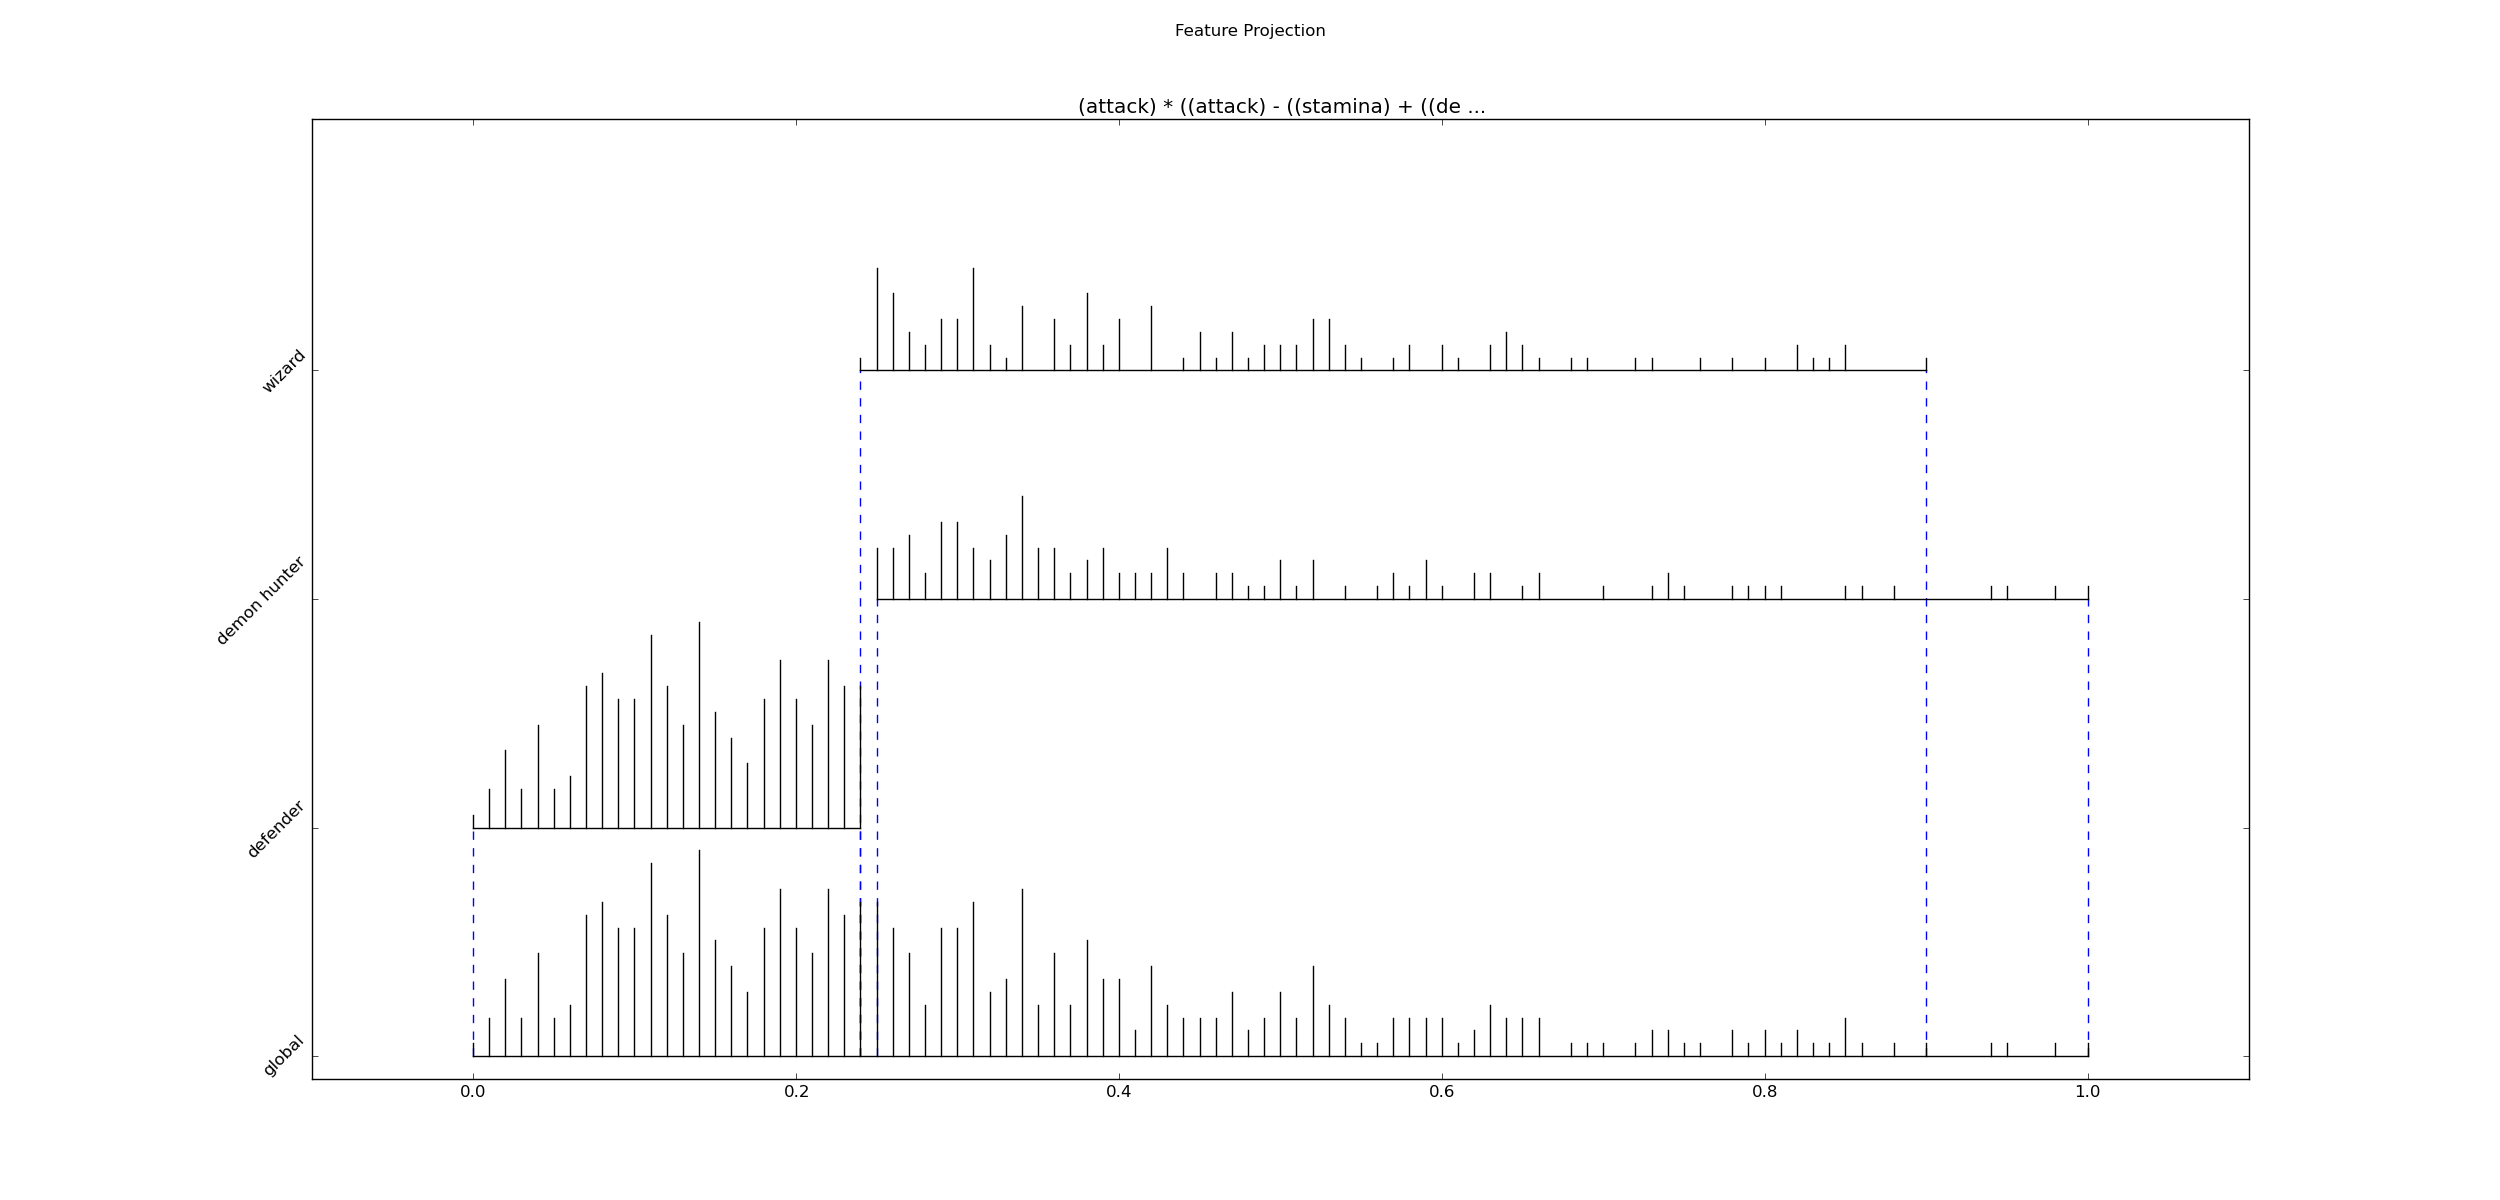 Feature Projection
(attack) * ((attack) - ((stamina) + ((de ...
wizard
demon hunter
defender
global
0.0 0.2 0.4 0.6 0.8 1.0